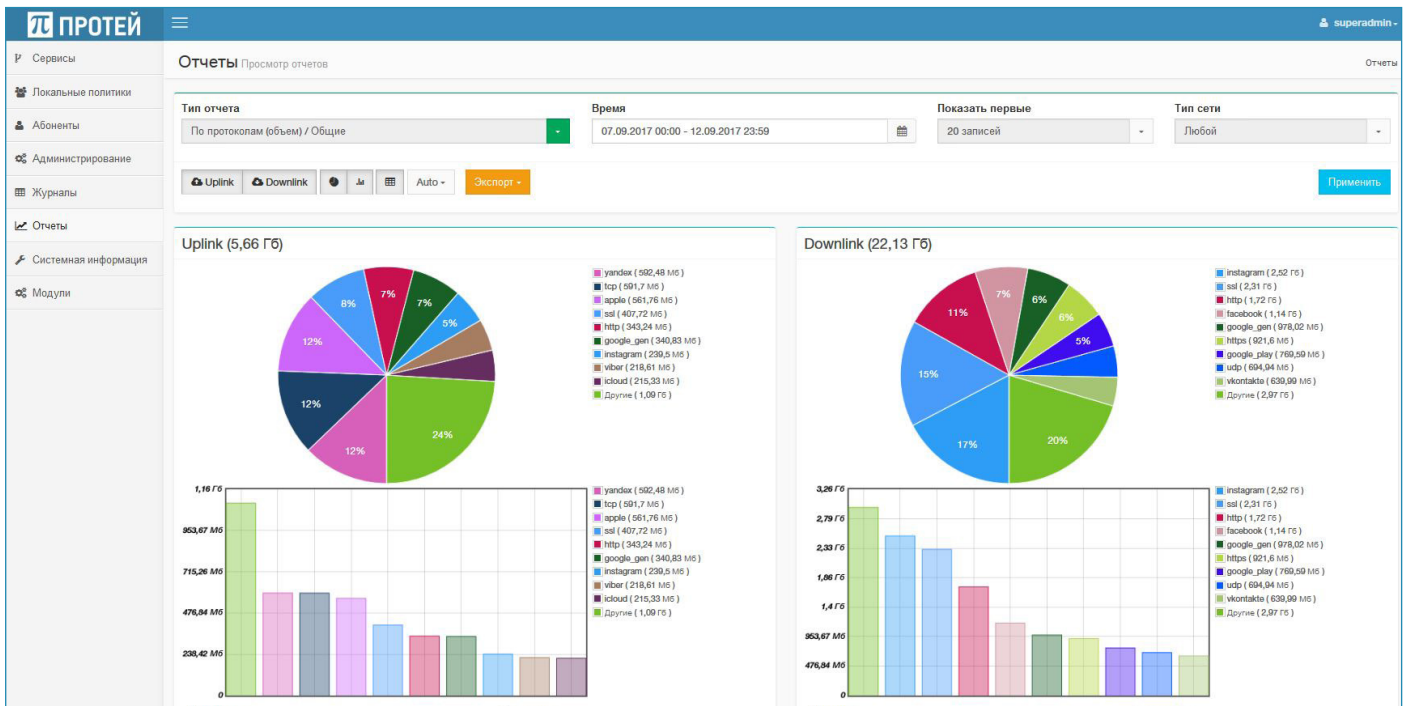 ПРОТЕЙ
superadmin
Сервисы
Локальные политики
Абоненты
Администрирование
Журналы
Отчеты
Системная информация
Модули
Отчеты Просмотр отчетов
Отчеты
Тип отчета
По протоколам (объем) / Общие
Время
07.09.2017 00:00 - 12.09.2017 23:59
Показать первые
20 записей
Тип сети
Любой
Uplink Downlink Auto Экспорт
Применить
Uplink (5,66 Гб)
8%
7%
7%
5%
12%
12%
12%
24%
yandex ( 592,48 Мб )
tcp ( 591,7 Мб )
apple ( 561,76 Мб )
ssl ( 407,72 Мб )
http ( 343,24 Мб )
google_gen ( 340,83 Мб )
instagram ( 239,5 Мб )
viber ( 218,61 Мб )
icloud ( 215,33 Мб )
Другие ( 1,09 Гб )
1,16 Гб
953,67 Мб
715,26 Мб
476,84 Мб
238,42 Мб
0
yandex ( 592,48 Мб )
tcp ( 591,7 Мб )
apple ( 561,76 Мб )
ssl ( 407,72 Мб )
http ( 343,24 Мб )
google_gen ( 340,83 Мб )
instagram ( 239,5 Мб )
viber ( 218,61 Мб )
icloud ( 215,33 Мб )
Другие ( 1,09 Гб )
Downlink (22,13 Гб)
7%
6%
6%
11%
5%
15%
17%
20%
instagram ( 2,52 Гб )
ssl ( 2,31 Гб )
http ( 1,72 Гб )
facebook ( 1,14 Гб )
google_gen ( 978,02 Мб )
https ( 921,6 Мб )
google_play ( 769,59 Мб )
udp ( 694,94 Мб )
vkontakte ( 639,99 Мб )
Другие ( 2,97 Гб )
3,26 Гб
2,79 Гб
2,33 Гб
1,86 Гб
1,4 Гб
953,67 Мб
476,84 Мб
0
instagram ( 2,52 Гб )
ssl ( 2,31 Гб )
http ( 1,72 Гб )
facebook ( 1,14 Гб )
google_gen ( 978,02 Мб )
https ( 921,6 Мб )
google_play ( 769,59 Мб )
udp ( 694,94 Мб )
vkontakte ( 639,99 Мб )
Другие ( 2,97 Гб )